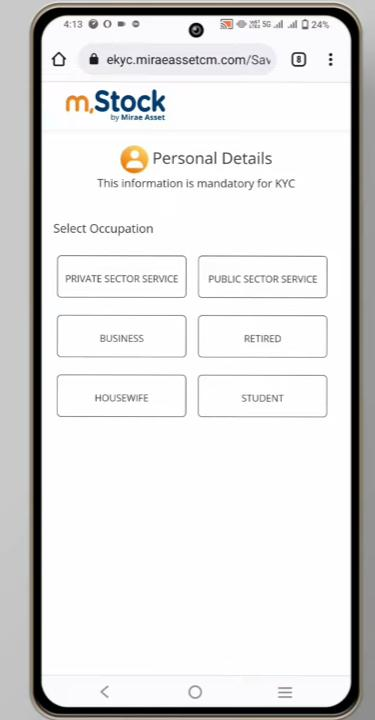 4:13
5G
24%
ekyc.miraeassetcm.com/Sav
8
m.Stock
by Mirae Asset
Personal Details
This information is mandatory for KYC
Select Occupation
PRIVATE SECTOR SERVICE
PUBLIC SECTOR SERVICE
BUSINESS
RETIRED
HOUSEWIFE
STUDENT